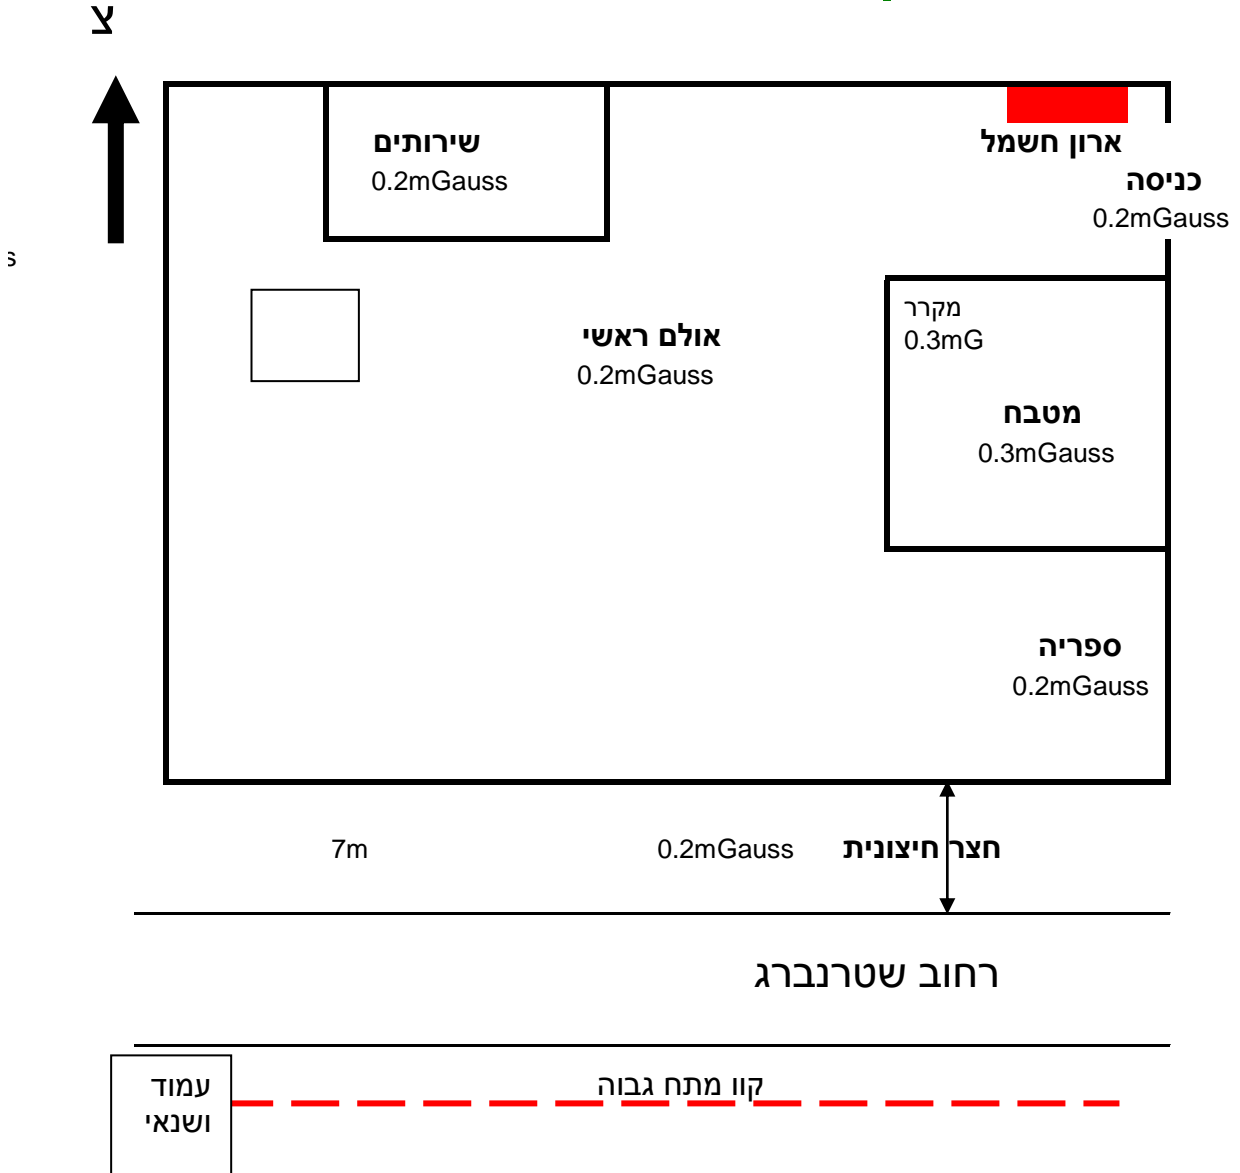 צ
ארון חשמל
שירותים
0.2mGauss
כניסה
0.2mGauss
s
מקרר
0.3mG
אולם ראשי
0.2mGauss
מטבח
0.3mGauss
ספריה
0.2mGauss
חצר חיצונית
0.2mGauss
7m
רחוב שטרנברג
קוו מתח גבוה
עמוד
ושנאי